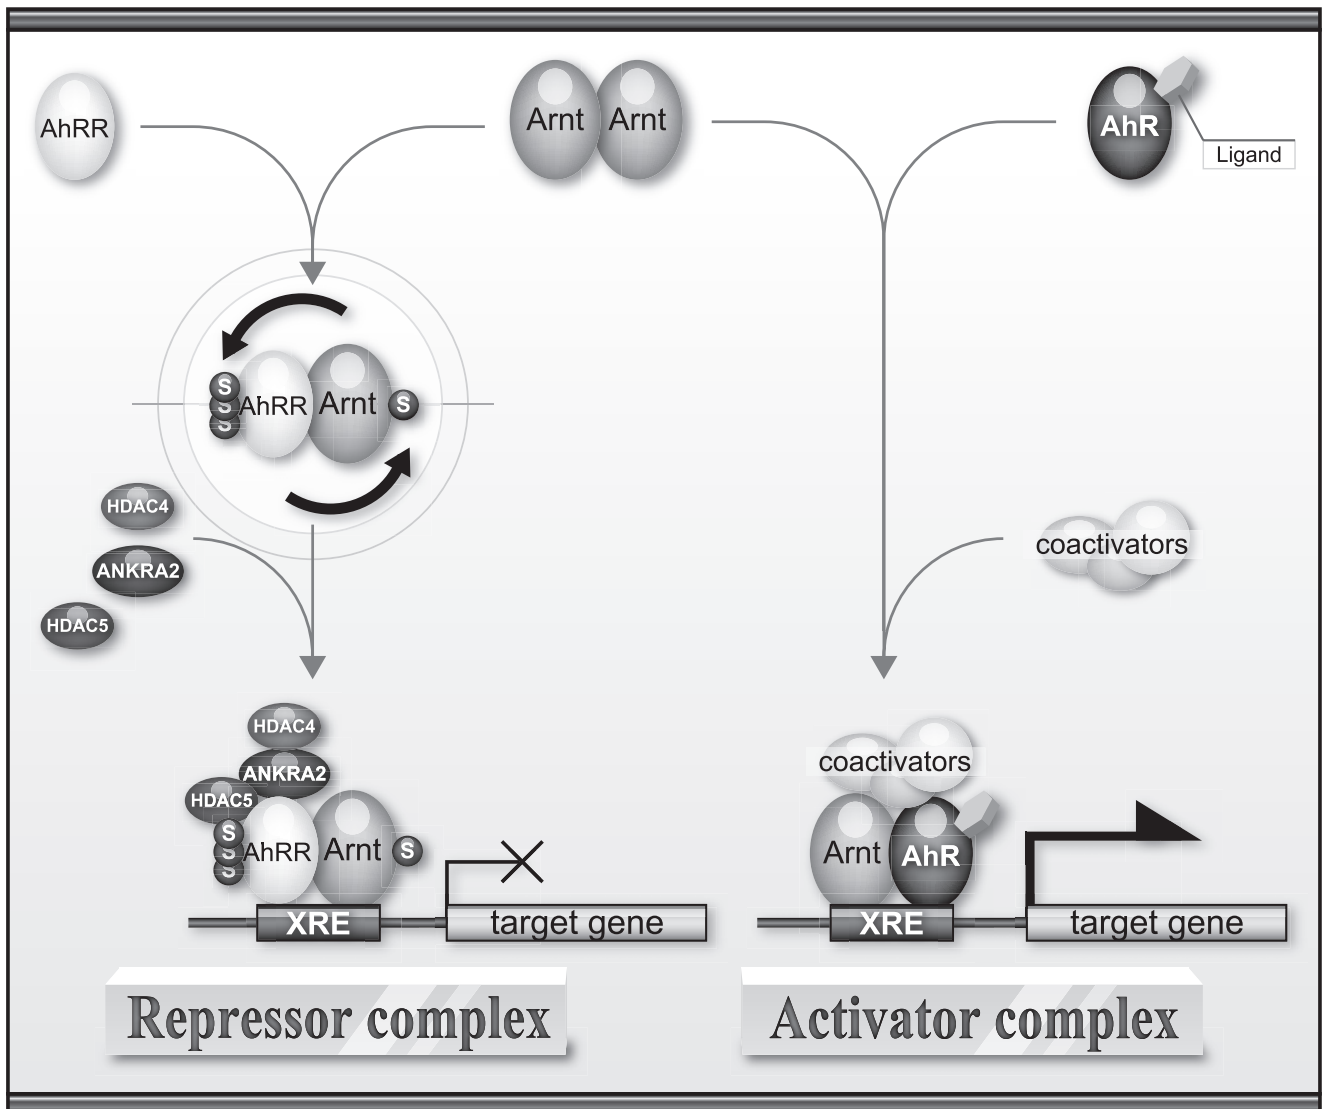 AhRR
Arnt Arnt
AhR
Ligand
S
S
S
AhRR Arnt S
HDAC4
ANKRA2
HDAC5
coactivators
HDAC4
ANKRA2
HDAC5
S
S
S
AhRR Arnt S
XRE
target gene
coactivators
Arnt AhR
XRE
target gene
Repressor complex
Activator complex